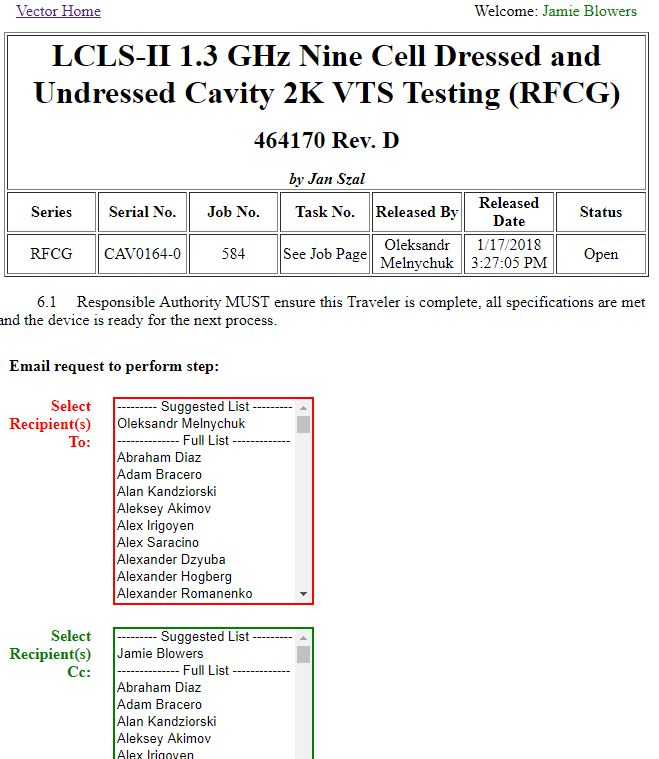 Vector Home Welcome: Jamie Blowers
LCLS-II 1.3 GHz Nine Cell Dressed and
Undressed Cavity 2K VTS Testing (RFCG)
464170 Rev. D
by Jan Szal
Series Serial No. Job No. Task No. Released By Released Date Status
RFCG CAV0164-0 584 See Job Page Oleksandr Melnychuk 1/17/2018 3:27:05 PM Open
6.1 Responsible Authority MUST ensure this Traveler is complete, all specifications are met
and the device is ready for the next process.
Email request to perform step:
Select
Recipient(s)
To:
--------- Suggested List ---------
Oleksandr Melnychuk
-------------- Full List -------------
Abraham Diaz
Adam Bracero
Alan Kandziorski
Aleksey Akimov
Alex Irigoyen
Alex Saracino
Alexander Dzyuba
Alexander Hogberg
Alexander Romanenko
Select
Recipient(s)
Cc:
--------- Suggested List ---------
Jamie Blowers
-------------- Full List -------------
Abraham Diaz
Adam Bracero
Alan Kandziorski
Aleksey Akimov
Alex Irigoyen